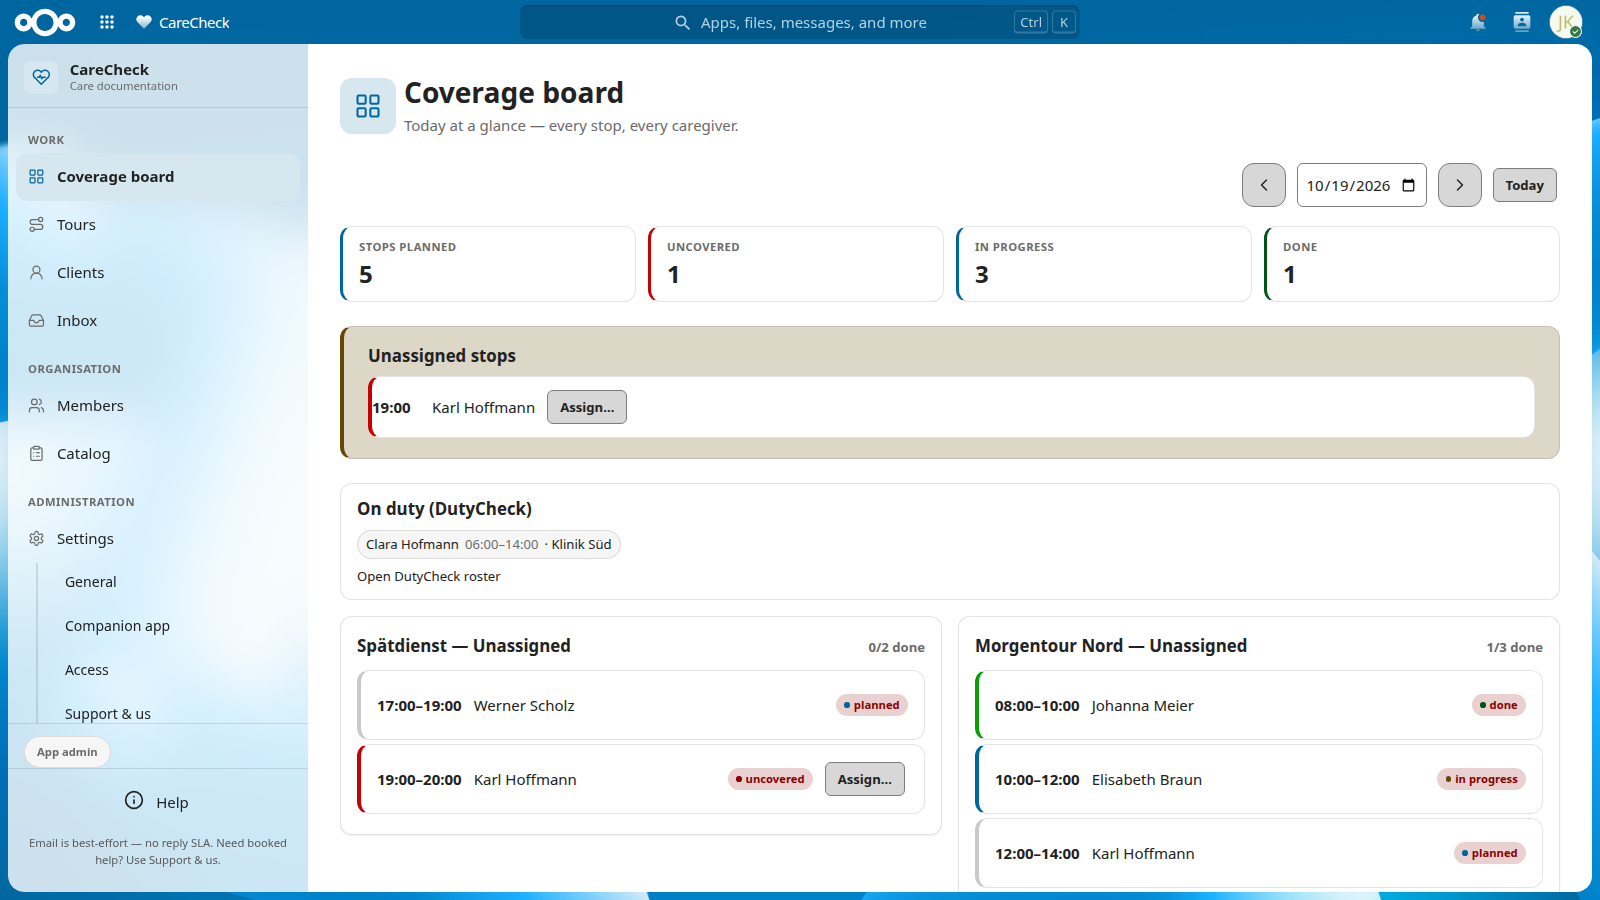 CareCheck
Apps, files, messages, and more
Ctrl K
JK
CareCheck
Care documentation
WORK
Coverage board
Tours
Clients
Inbox
ORGANISATION
Members
Catalog
ADMINISTRATION
Settings
General
Companion app
Access
Support & us
App admin
Help
Email is best-effort — no reply SLA. Need booked
help? Use Support & us.
Coverage board
Today at a glance — every stop, every caregiver.
10/19/2026
Today
STOPS PLANNED
5
UNCOVERED
1
IN PROGRESS
3
DONE
1
Unassigned stops
19:00 Karl Hoffmann Assign...
On duty (DutyCheck)
Clara Hofmann 06:00–14:00 · Klinik Süd
Open DutyCheck roster
Spätdienst — Unassigned 0/2 done
17:00–19:00 Werner Scholz planned
19:00–20:00 Karl Hoffmann uncovered Assign...
Morgentour Nord — Unassigned 1/3 done
08:00–10:00 Johanna Meier done
10:00–12:00 Elisabeth Braun in progress
12:00–14:00 Karl Hoffmann planned